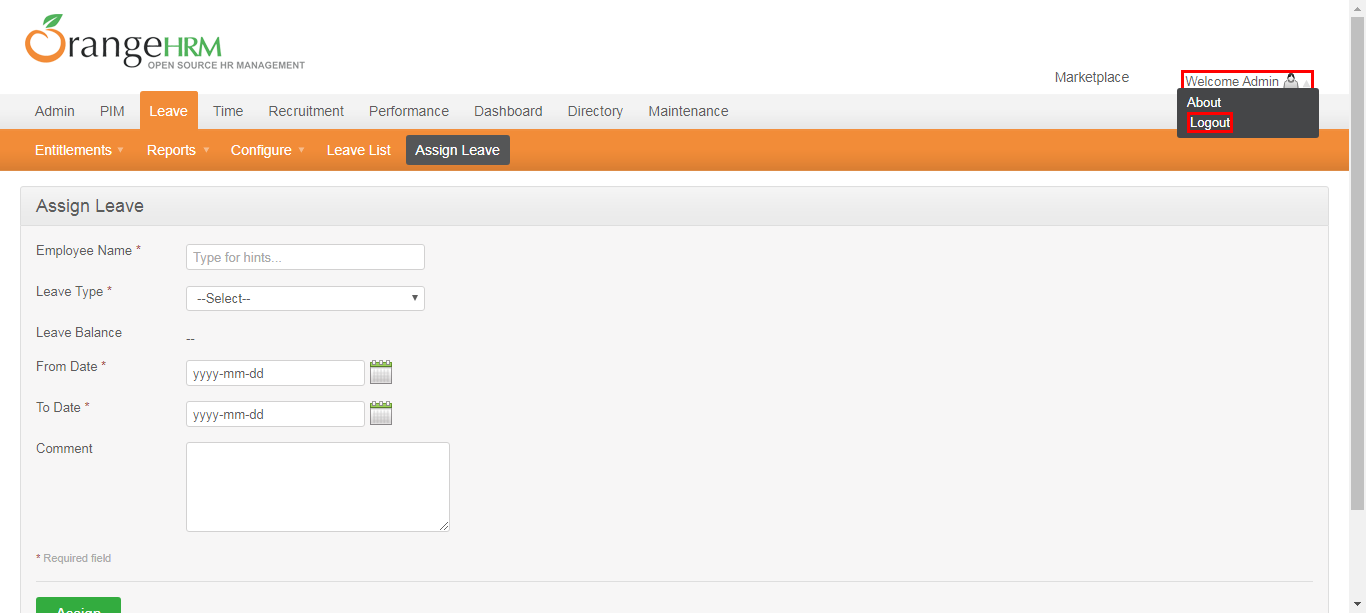 OrangeHRM
OPEN SOURCE HR MANAGEMENT
Marketplace
Welcome Admin
About
Logout
Admin PIM Leave Time Recruitment Performance Dashboard Directory Maintenance
Entitlements Reports Configure Leave List Assign Leave
Assign Leave
Employee Name * Type for hints...
Leave Type * --Select--
Leave Balance --
From Date * yyyy-mm-dd
To Date * yyyy-mm-dd
Comment
* Required field
Assign